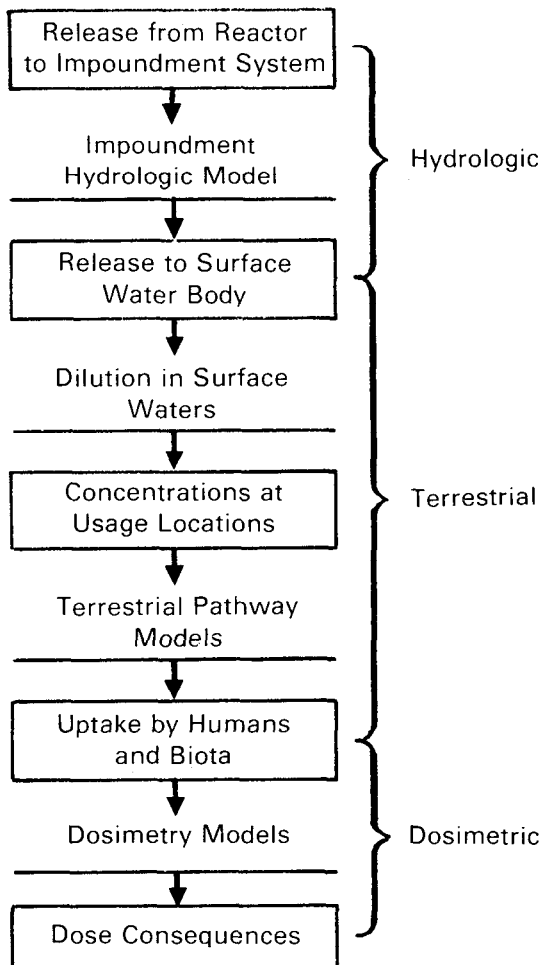 Release from Reactor
to Impoundment System
Impoundment
Hydrologic Model
Hydrologic
Release to Surface
Water Body
Dilution in Surface
Waters
Concentrations at
Usage Locations
Terrestrial
Terrestrial Pathway
Models
Uptake by Humans
and Biota
Dosimetry Models
Dosimetric
Dose Consequences